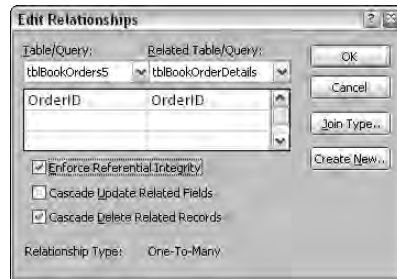 Edit Relationships
Table/Query: Related Table/Query:
tblBookOrders5 tblBookOrderDetails
OrderID OrderID
Enforce Referential Integrity
Cascade Update Related Fields
Cascade Delete Related Records
Relationship Type: One-To-Many
OK
Cancel
Join Type..
Create New..